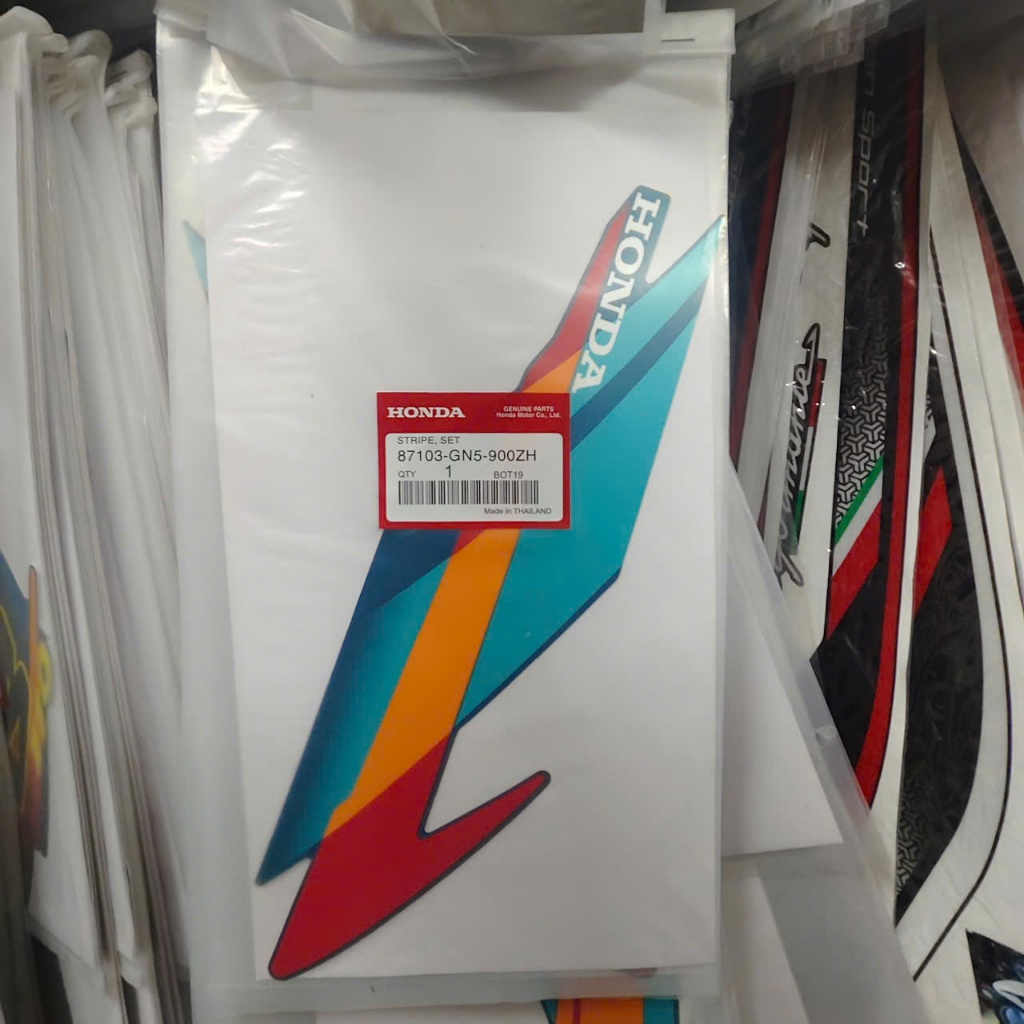 HONDA
HONDA
GENUINE PARTS
Honda Motor Co., Ltd.
STRIPE, SET
87103-GN5-900ZH
QTY 1 BOT19
Made in THAILAND
Sport